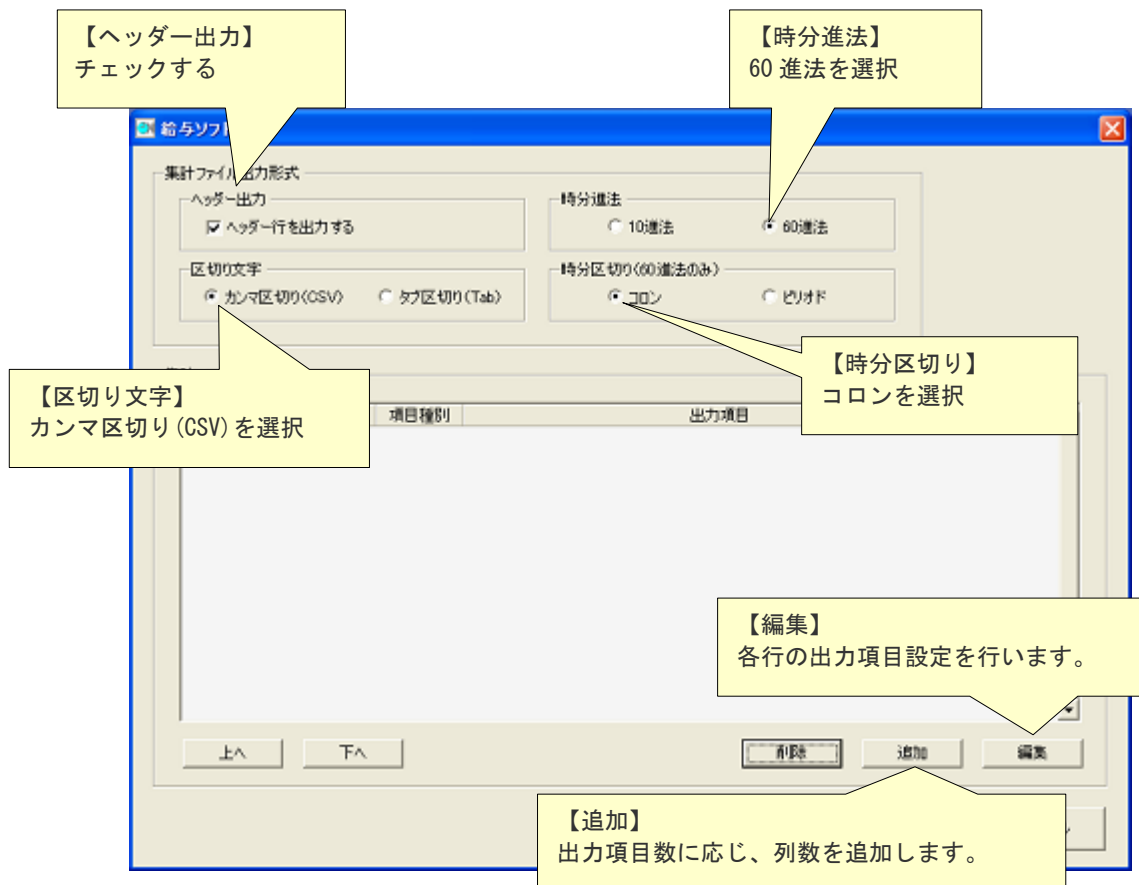 【ヘッダー出力】
チェックする
【時分進法】
60進法を選択
給与ソフ
集計ファイル出力形式
ヘッダー出力
ヘッダー行を出力する
時分進法
10進法
60進法
区切り文字
カンマ区切り(CSV)
タブ区切り(Tab)
時分区切り(60進法のみ)
コロン
ピリオド
【時分区切り】
コロンを選択
【区切り文字】
カンマ区切り(CSV)を選択
項目種別
出力項目
【編集】
各行の出力項目設定を行います。
上へ
下へ
削除
追加
編集
【追加】
出力項目数に応じ、列数を追加します。